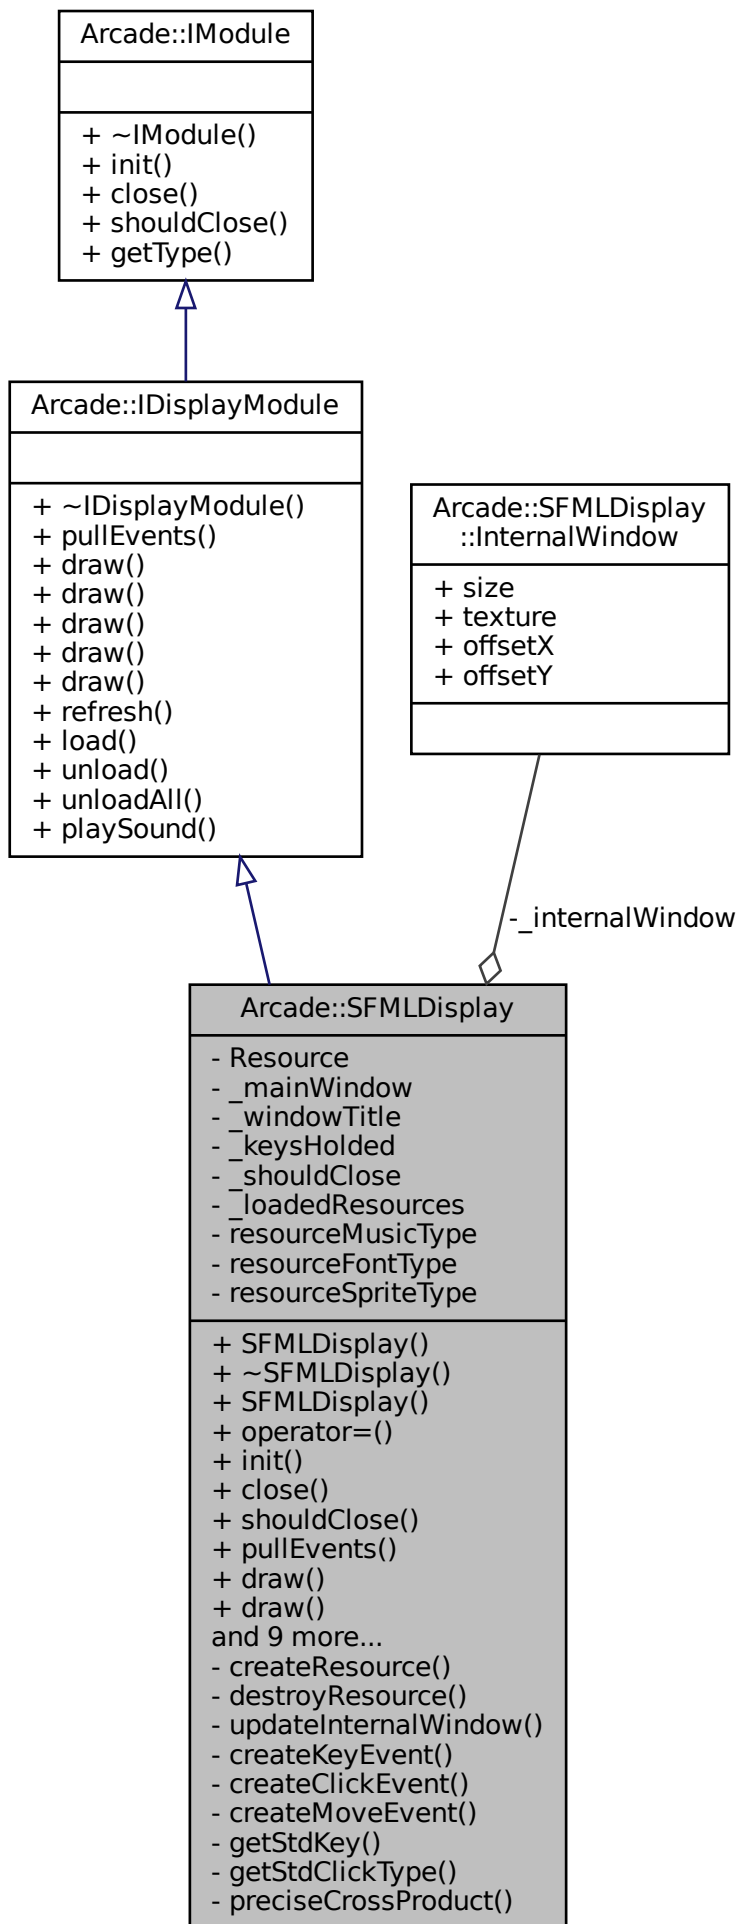 Arcade::IModule
+ ~IModule()
+ init()
+ close()
+ shouldClose()
+ getType()
Arcade::IDisplayModule
+ ~IDisplayModule()
+ pullEvents()
+ draw()
+ draw()
+ draw()
+ draw()
+ draw()
+ refresh()
+ load()
+ unload()
+ unloadAll()
+ playSound()
Arcade::SFMLDisplay
::InternalWindow
+ size
+ texture
+ offsetX
+ offsetY
-_internalWindow
Arcade::SFMLDisplay
- Resource
- _mainWindow
- _windowTitle
- _keysHolded
- _shouldClose
- _loadedResources
- resourceMusicType
- resourceFontType
- resourceSpriteType
+ SFMLDisplay()
+ ~SFMLDisplay()
+ SFMLDisplay()
+ operator=()
+ init()
+ close()
+ shouldClose()
+ pullEvents()
+ draw()
+ draw()
and 9 more...
- createResource()
- destroyResource()
- updateInternalWindow()
- createKeyEvent()
- createClickEvent()
- createMoveEvent()
- getStdKey()
- getStdClickType()
- preciseCrossProduct()